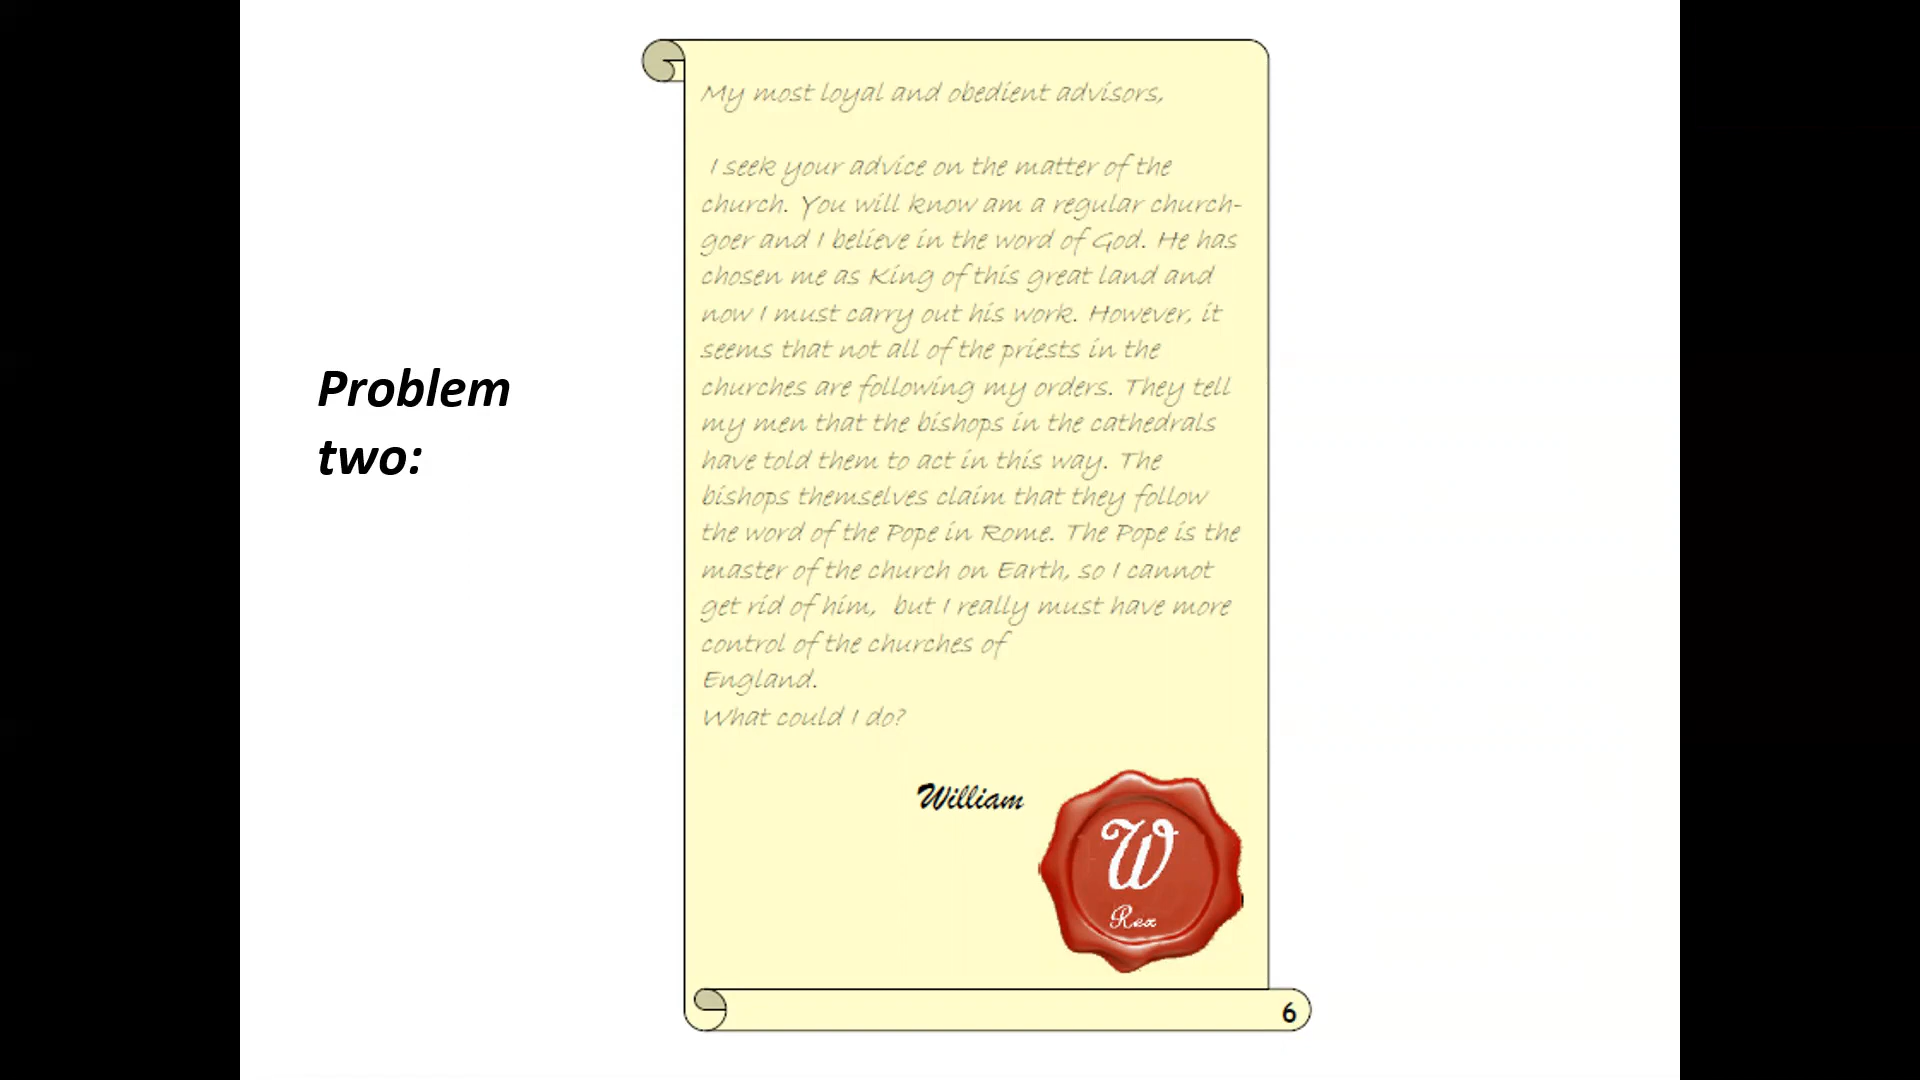 Problem
two:
My most loyal and obedient advisors,
I seek your advice on the matter of the
church. You will know am a regular church-
goer and I believe in the word of God. He has
chosen me as King of this great land and
now I must carry out his work. However, it
seems that not all of the priests in the
churches are following my orders. They tell
my men that the bishops in the cathedrals
have told them to act in this way. The
bishops themselves claim that they follow
the word of the Pope in Rome. The Pope is the
master of the church on Earth, so I cannot
get rid of him, but I really must have more
control of the churches of
England.
What could I do?
William
W
Rex
6